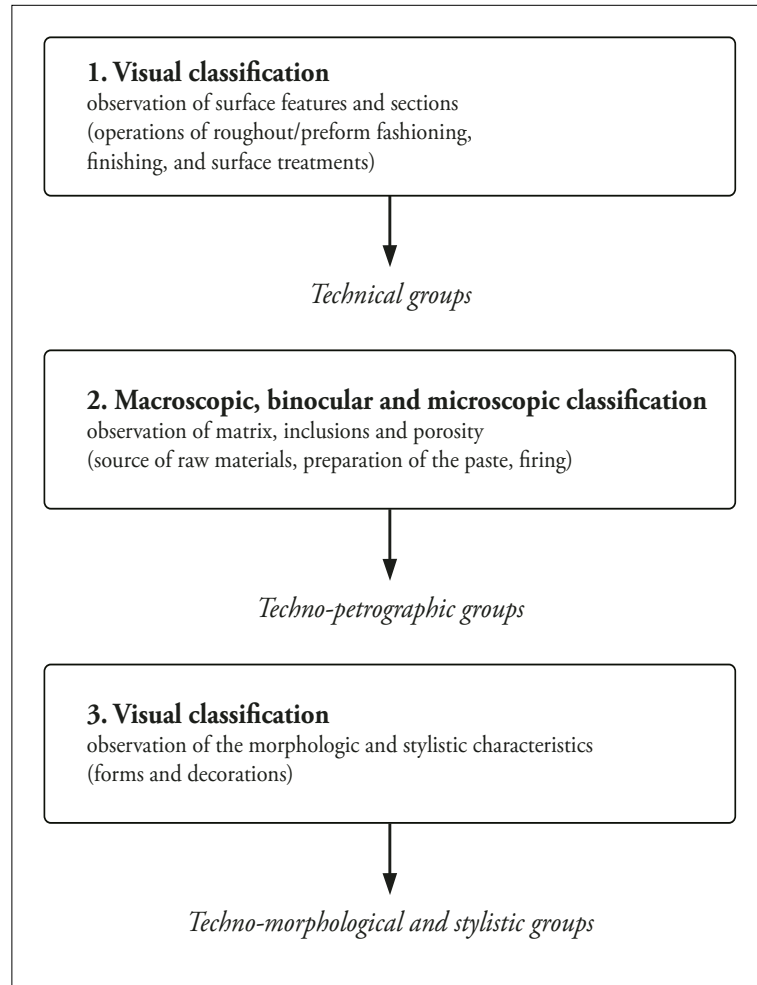 1. Visual classification
observation of surface features and sections
(operations of roughout/preform fashioning,
finishing, and surface treatments)
Technical groups
2. Macroscopic, binocular and microscopic classification
observation of matrix, inclusions and porosity
(source of raw materials, preparation of the paste, firing)
Techno-petrographic groups
3. Visual classification
observation of the morphologic and stylistic characteristics
(forms and decorations)
Techno-morphological and stylistic groups